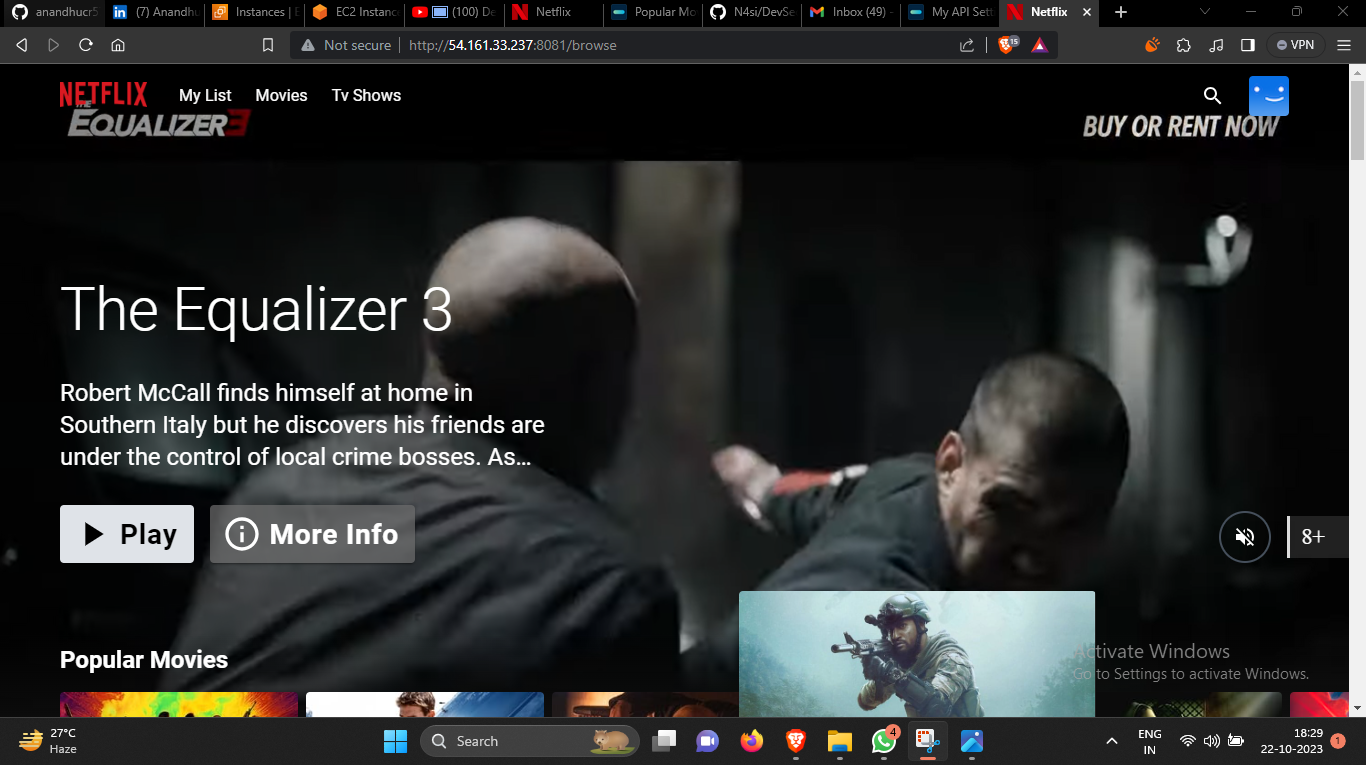 anandhucr5
(7) Anandhu
Instances | E
EC2 Instanc
(100) De
Netflix
Popular Mo
N4si/DevSe
Inbox (49) -
My API Sett
Netflix
Not secure
http://54.161.33.237:8081/browse
15
VPN
NETFLIX
My List
Movies
Tv Shows
THE
EQUALIZER 3
BUY OR RENT NOW
The Equalizer 3
Robert McCall finds himself at home in
Southern Italy but he discovers his friends are
under the control of local crime bosses. As...
Play
More Info
8+
Popular Movies
Activate Windows
Go to Settings to activate Windows.
27°C
Haze
Search
4
ENG
IN
18:29
22-10-2023
1